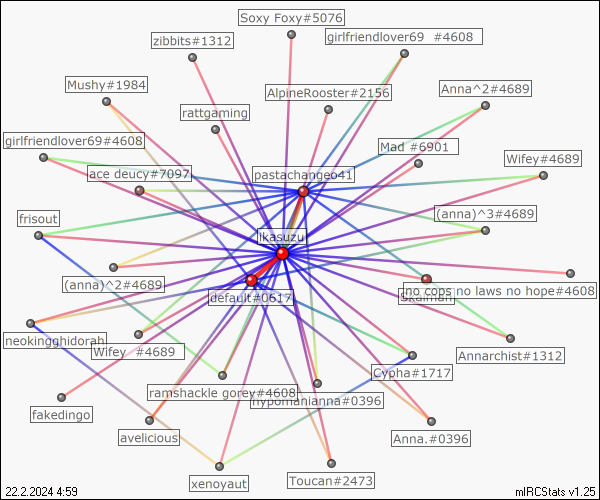 Soxy Foxy#5076
zibbits#1312
girlfriendlover69 #4608
Mushy#1984
AlpineRooster#2156
Anna^2#4689
rattgaming
girlfriendlover69#4608
Mad #6901
Wifey#4689
ace deucy#7097
pastachangeo41
frisout
(anna)^3#4689
ikasuzu
(anna)^2#4689
default#0617
no cops no laws no hope#4608
neokingghidorah
Wifey #4689
Annarchist#1312
Cypha#1717
ramshackle gorey#4608
hypomanianna#0396
fakedingo
avelicious
Anna.#0396
xenoyaut
Toucan#2473
22.2.2024 4:59
mIRCStats v1.25